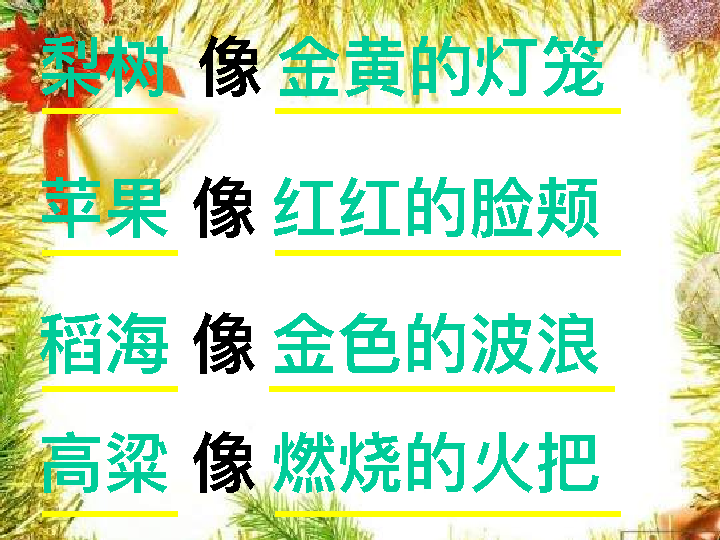 梨树 像 金黄的灯笼
苹果 像 红红的脸颊
稻海 像 金色的波浪
高粱 像 燃烧的火把